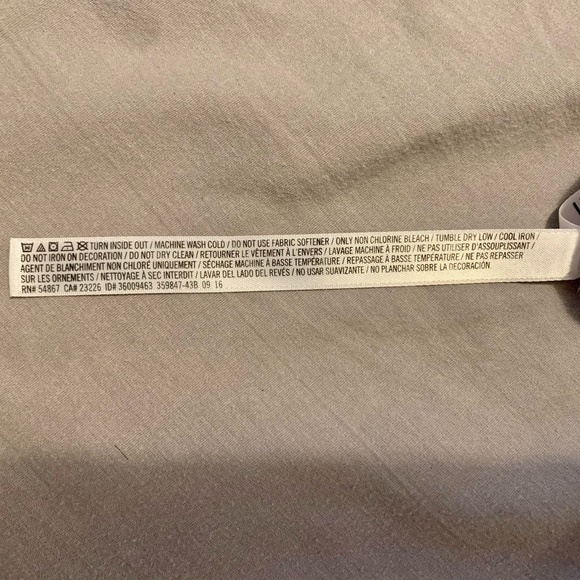 TURN INSIDE OUT / MACHINE WASH COLD / DO NOT USE FABRIC SOFTENER / ONLY NON CHLORINE BLEACH / TUMBLE DRY LOW / COOL IRON /
DO NOT IRON ON DECORATION / DO NOT DRY CLEAN / RETOURNER LE VÊTEMENT À L'ENVERS / LAVAGE MACHINE À FROID / NE PAS UTILISER D'ASSOUPLISSANT /
AGENT DE BLANCHIMENT NON CHLORÉ UNIQUEMENT / SÉCHAGE MACHINE À BASSE TEMPÉRATURE / REPASSAGE À BASSE TEMPÉRATURE / NE PAS REPASSER
SUR LES ORNEMENTS / NETTOYAGE À SEC INTERDIT / LAVAR DEL LADO DEL REVÉS / NO USAR SUAVIZANTE / NO PLANCHAR SOBRE LA DECORACIÓN.
RN# 54867 CA# 23226 ID# 36009463 359847-43B 09 16